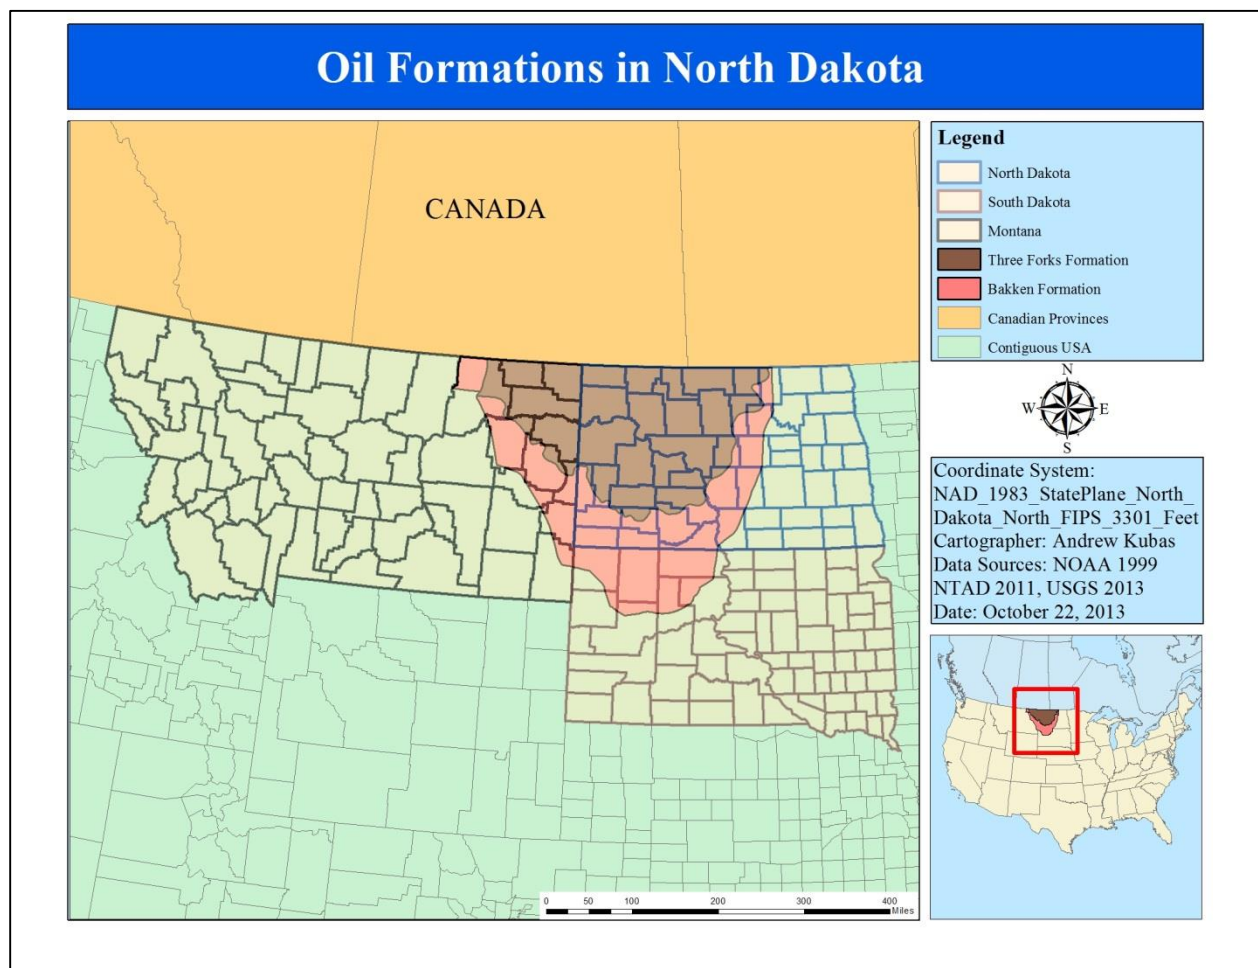 Oil Formations in North Dakota
CANADA
Legend
North Dakota
South Dakota
Montana
Three Forks Formation
Bakken Formation
Canadian Provinces
Contiguous USA
N
W
E
S
Coordinate System:
NAD_1983_StatePlane_North_
Dakota_North_FIPS_3301_Feet
Cartographer: Andrew Kubas
Data Sources: NOAA 1999
NTAD 2011, USGS 2013
Date: October 22, 2013
0 50 100 200 300 400
Miles